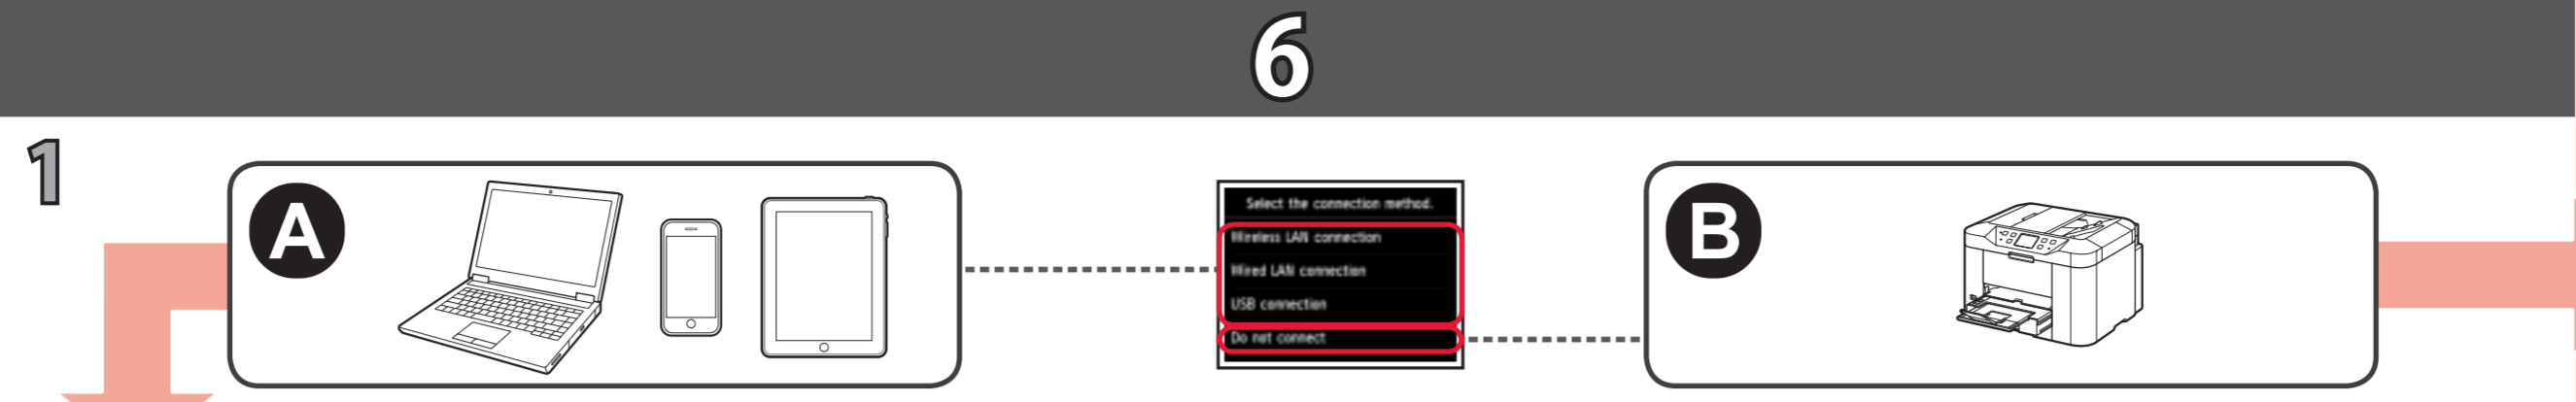 6
1
A
Select the connection method.
Wireless LAN connection
Wired LAN connection
USB connection
Do not connect
B